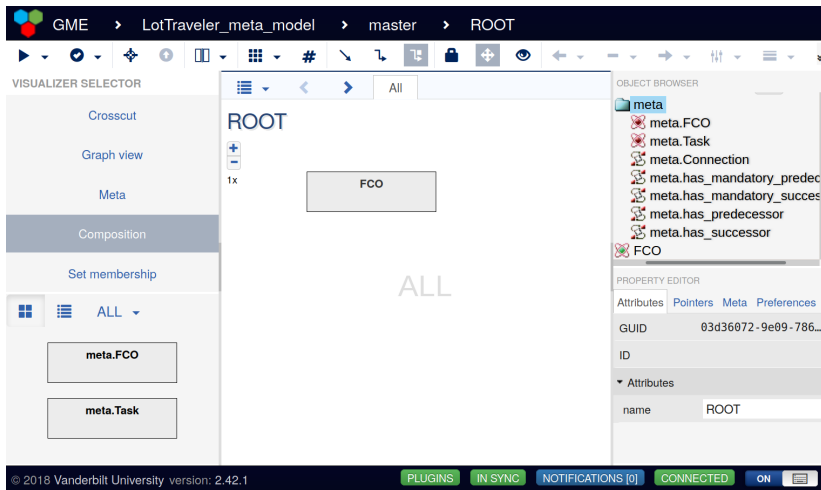 GME > LotTraveler_meta_model > master > ROOT
#
VISUALIZER SELECTOR
Crosscut
Graph view
Meta
Composition
Set membership
ALL
meta.FCO
meta.Task
All
ROOT
+
−
1x
FCO
ALL
OBJECT BROWSER
meta
meta.FCO
meta.Task
meta.Connection
meta.has_mandatory_predec
meta.has_mandatory_succes
meta.has_predecessor
meta.has_successor
FCO
PROPERTY EDITOR
Attributes Pointers Meta Preferences
GUID 03d36072-9e09-786...
ID
Attributes
name ROOT
© 2018 Vanderbilt University version: 2.42.1 PLUGINS IN SYNC NOTIFICATIONS [0] CONNECTED ON